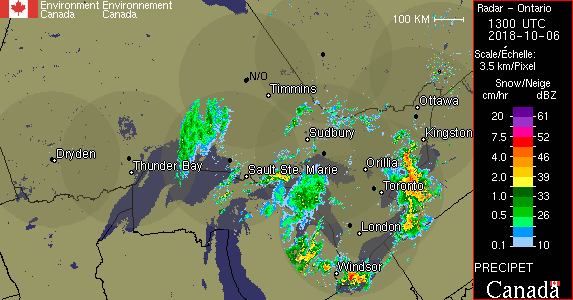 Environment Environnement
Canada Canada
100 KM
Radar - Ontario
1300 UTC
2018-10-06
Scale/Échelle:
3.5 km/Pixel
Snow/Neige
cm/hr dBZ
20 61
7.5 52
4.0 46
2.0 39
1.0 33
0.5 26
0.1 10
PRECIPET
Canada
N/O
Timmins
Ottawa
Sudbury
Kingston
Dryden
Thunder Bay
Sault Ste. Marie
Orillia
Toronto
London
Windsor